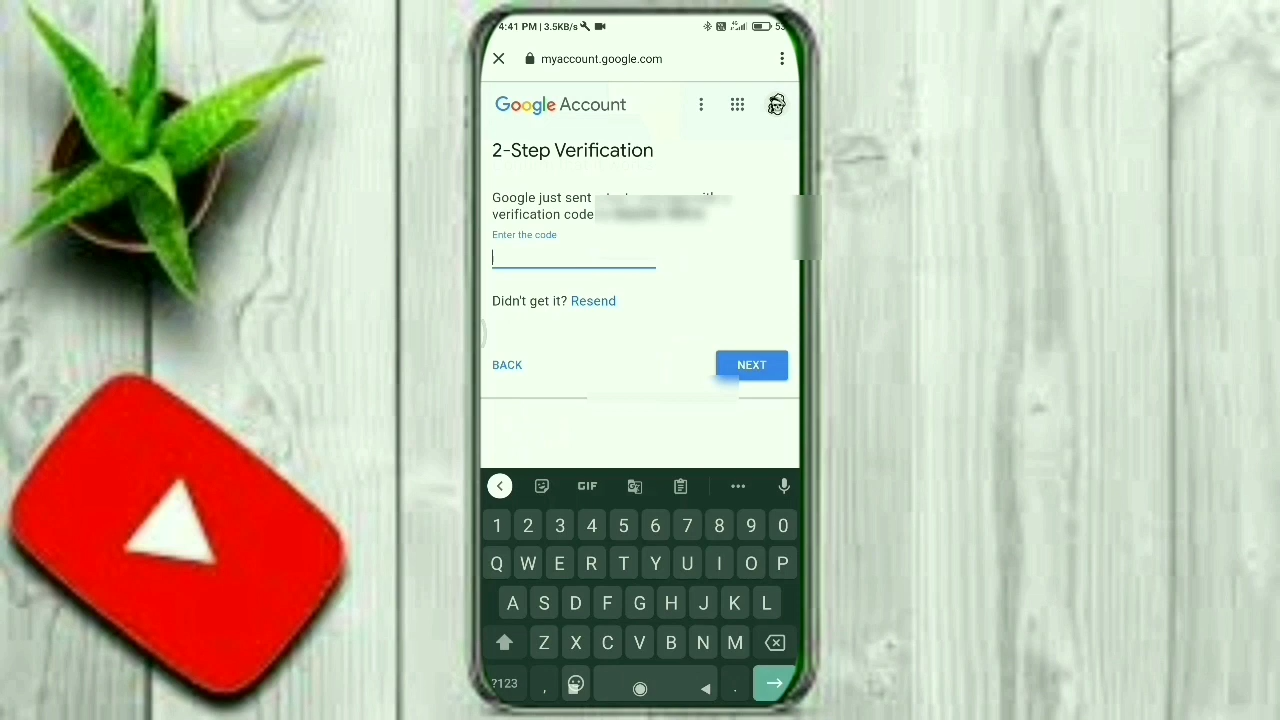 4:41 PM | 3.5KB/s
myaccount.google.com
Google Account
2-Step Verification
Google just sent
verification code
Enter the code
Didn't get it? Resend
BACK
NEXT
GIF
1 2 3 4 5 6 7 8 9 0
Q W E R T Y U I O P
A S D F G H J K L
Z X C V B N M
?123 , .